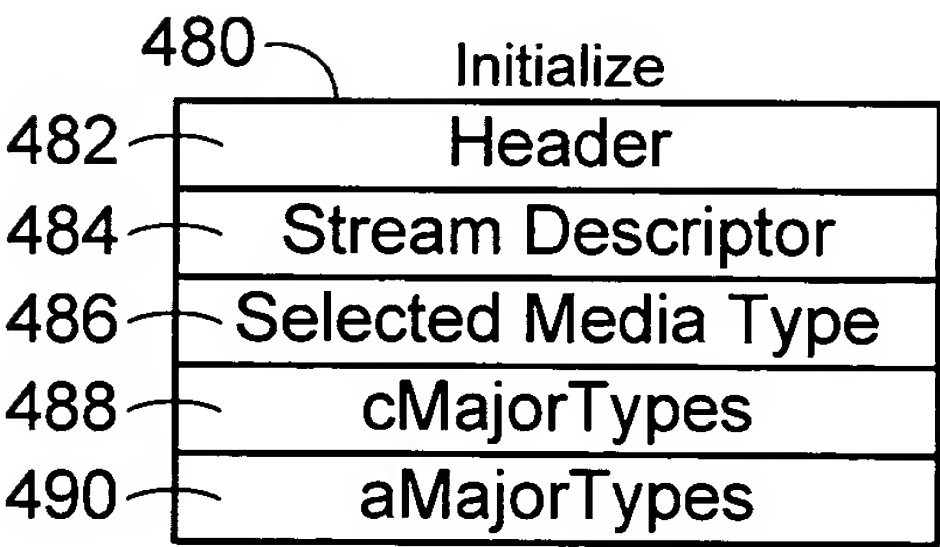 480
Initialize
482 Header
484 Stream Descriptor
486 Selected Media Type
488 cMajorTypes
490 aMajorTypes